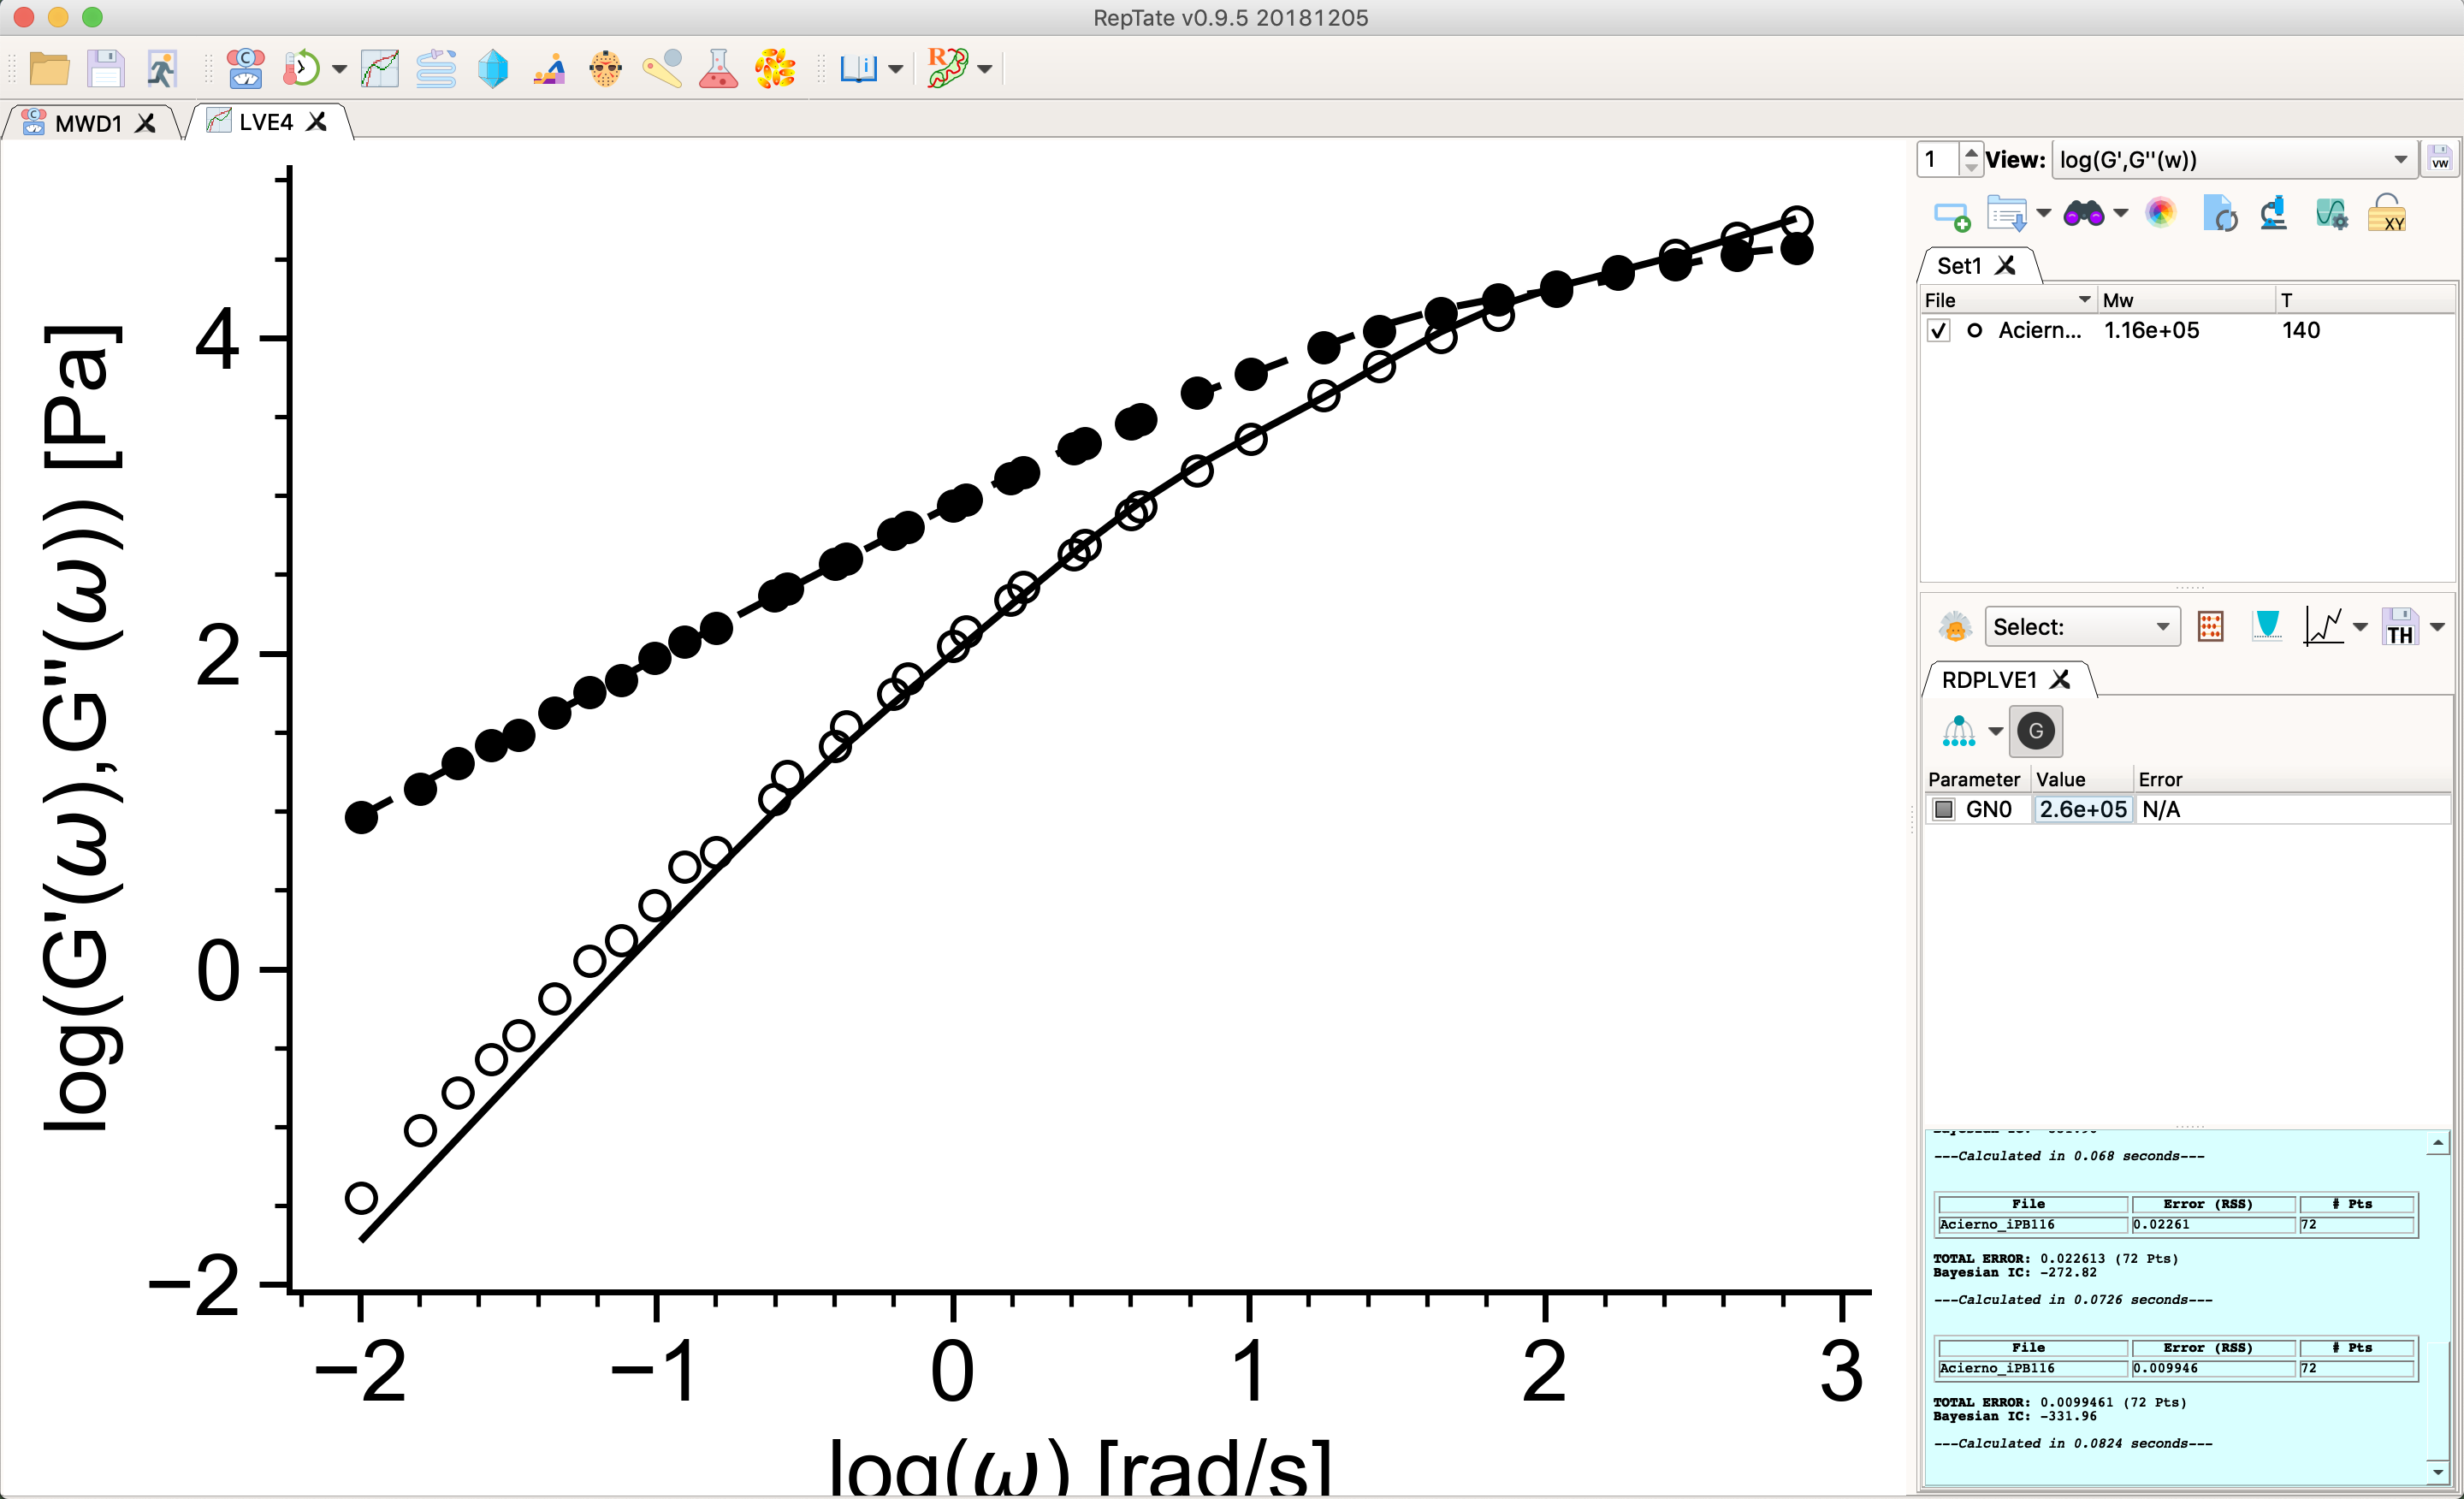 RepTate v0.9.5 20181205
MWD1
LVE4
1 View: log(G',G''(w))
VW
XY
Set1
File Mw T
Aciern... 1.16e+05 140
Select:
TH
RDPLVE1
G
Parameter Value Error
GN0 2.6e+05 N/A
---Calculated in 0.068 seconds---
File Error (RSS) # Pts
Acierno_iPB116 0.02261 72
TOTAL ERROR: 0.022613 (72 Pts)
Bayesian IC: -272.82
---Calculated in 0.0726 seconds---
File Error (RSS) # Pts
Acierno_iPB116 0.009946 72
TOTAL ERROR: 0.0099461 (72 Pts)
Bayesian IC: -331.96
---Calculated in 0.0824 seconds---
log(G'(ω),G''(ω)) [Pa]
4
2
0
−2
−2 −1 0 1 2 3
log(ω) [rad/s]